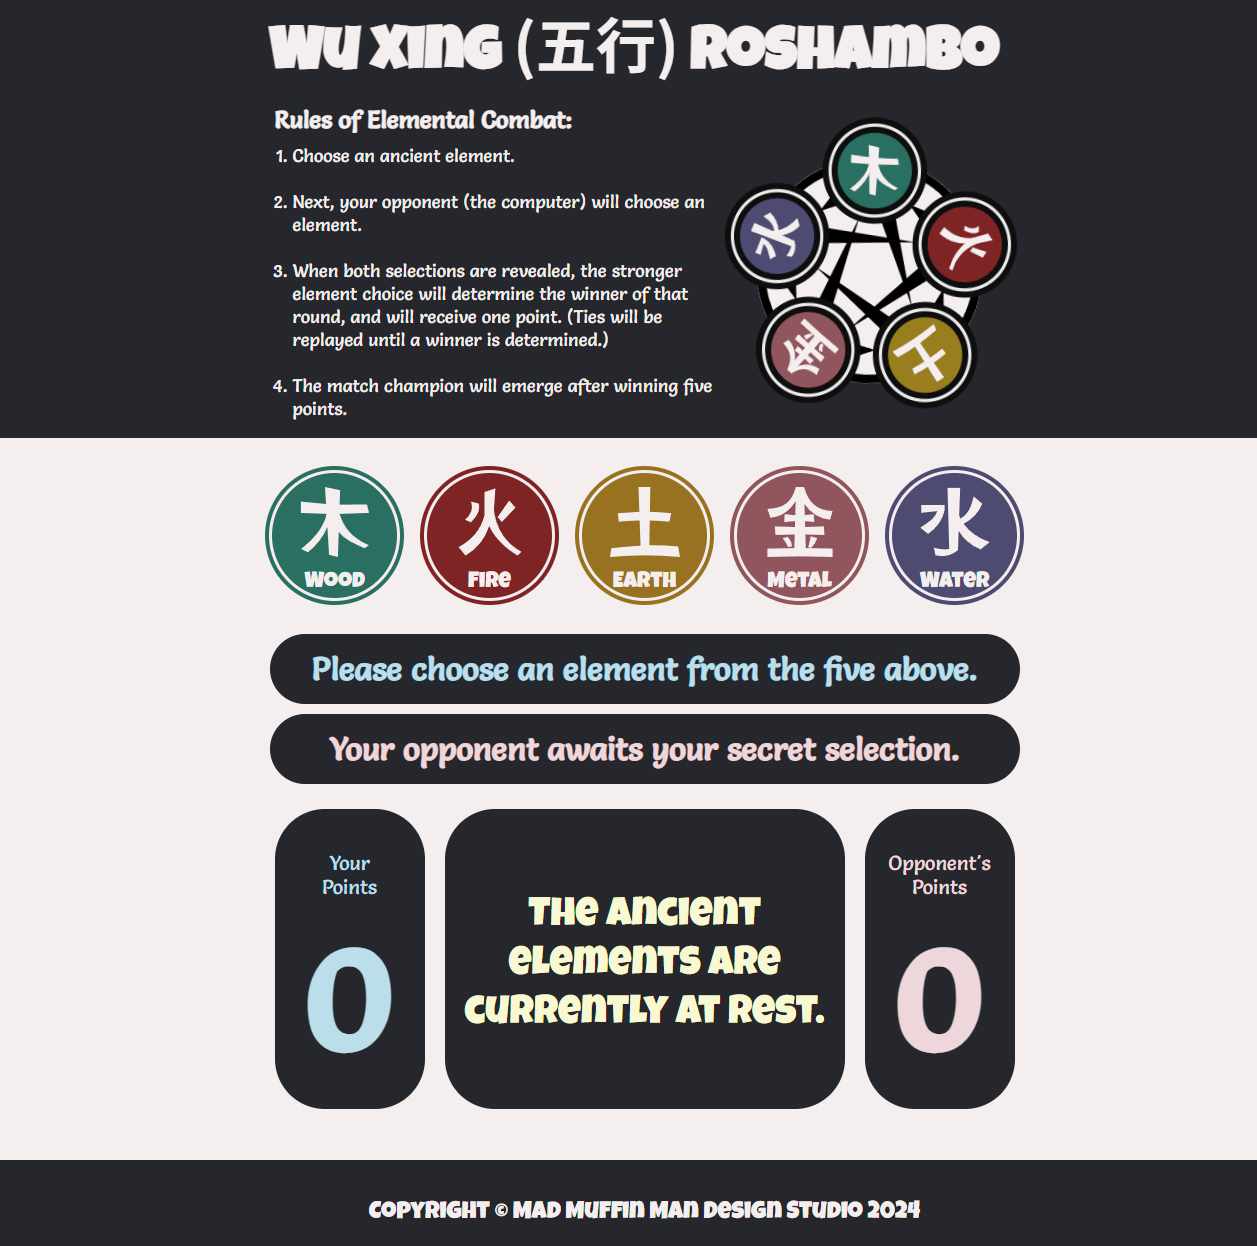 Wu Xing (五行) Roshambo
Rules of Elemental Combat:
1. Choose an ancient element.
2. Next, your opponent (the computer) will choose an
element.
3. When both selections are revealed, the stronger
element choice will determine the winner of that
round, and will receive one point. (Ties will be
replayed until a winner is determined.)
4. The match champion will emerge after winning five
points.
木
水
火
金
土
木 火 土 金 水
WOOD FIRE EARTH METAL WATER
Please choose an element from the five above.
Your opponent awaits your secret selection.
Your
Points
0
The ancient
elements are
currently at rest.
Opponent's
Points
0
Copyright © Mad Muffin Man Design Studio 2024